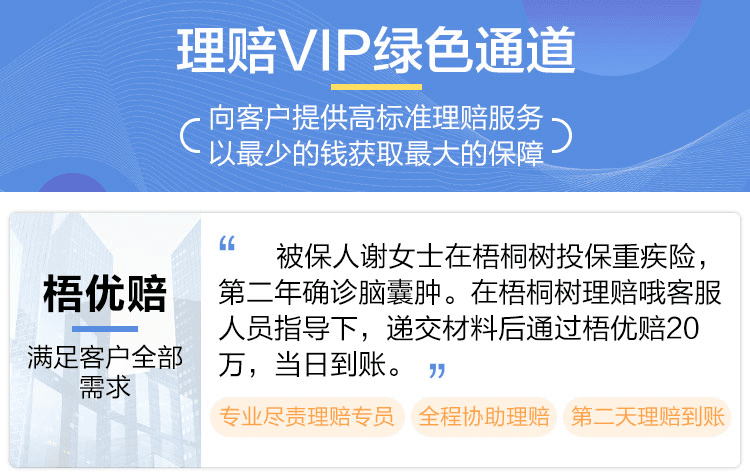 理赔VIP绿色通道
向客户提供高标准理赔服务
以最少的钱获取最大的保障
梧优赔
满足客户全部
需求
“ 被保人谢女士在梧桐树投保重疾险，
第二年确诊脑囊肿。在梧桐树理赔哦客服
人员指导下，递交材料后通过梧优赔20
万，当日到账。 ”
专业尽责理赔专员 全程协助理赔 第二天理赔到账